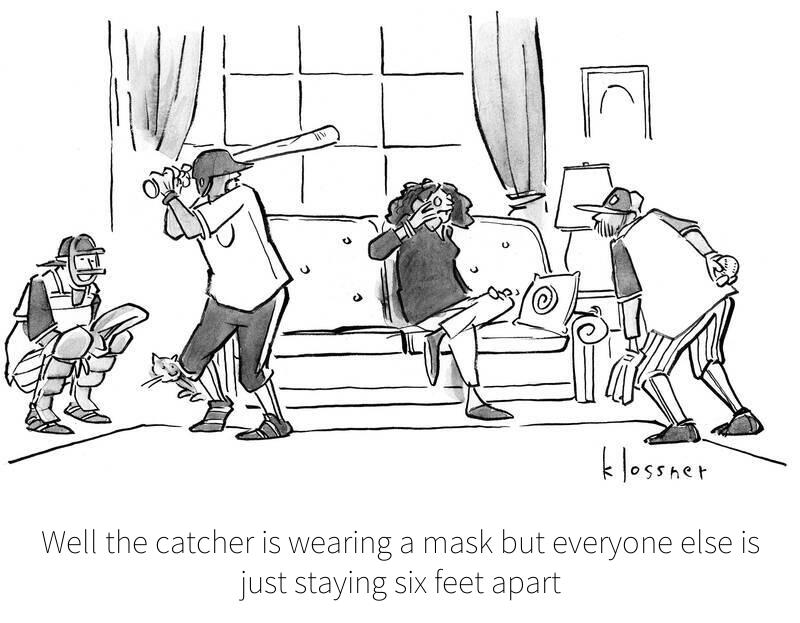 klossner
Well the catcher is wearing a mask but everyone else is
just staying six feet apart